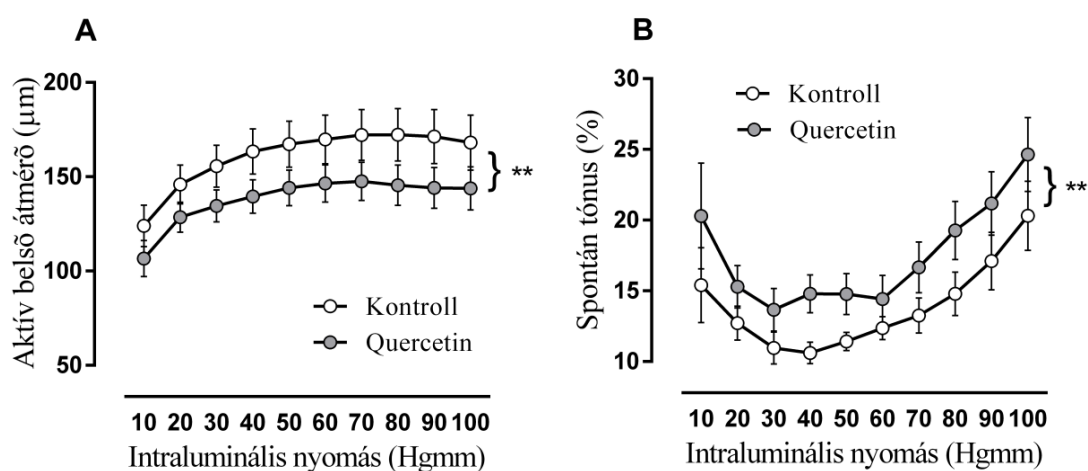 A
Aktív belsõ átmérõ (µm)
200
150
100
50
Kontroll
Quercetin
**
10 20 30 40 50 60 70 80 90 100
Intraluminális nyomás (Hgmm)
B
Spontán tónus (%)
30
25
20
15
10
Kontroll
Quercetin
**
10 20 30 40 50 60 70 80 90 100
Intraluminális nyomás (Hgmm)